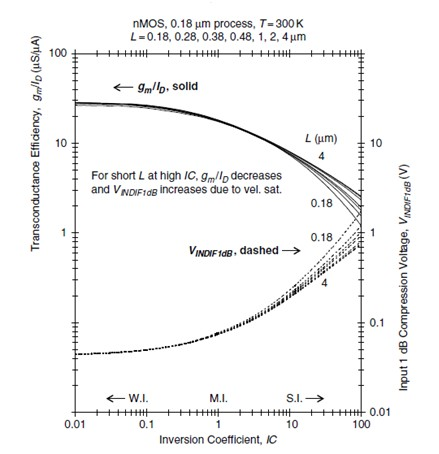 nMOS, 0.18 µm process, T=300 K
L=0.18, 0.28, 0.38, 0.48, 1, 2, 4 µm
Transconductance Efficiency, gm/ID (µS/µA)
100
10
1
← gm/ID, solid
L (µm)
4
For short L at high IC, gm/ID decreases
and VINDIF1dB increases due to vel. sat.
0.18
0.18
VINDIF1dB, dashed →
4
Input 1 dB Compression Voltage, VINDIF1dB (V)
10
1
0.1
0.01
← W.I.
M.I.
S.I. →
0.01
0.1
1
10
100
Inversion Coefficient, IC